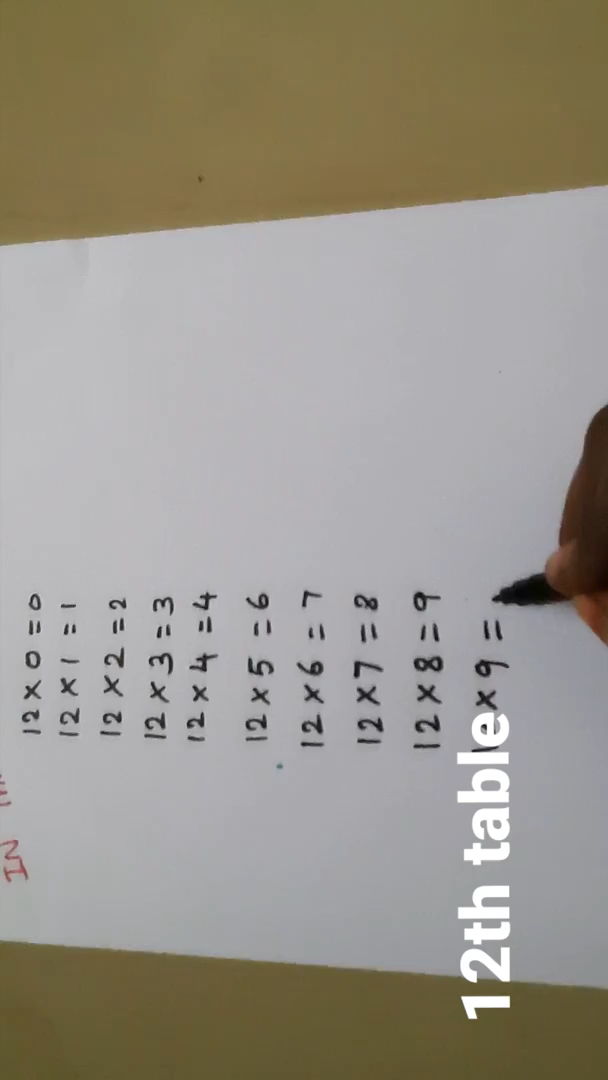 IN
12 x 0 = 0
12 x 1 = 1
12 x 2 = 2
12 x 3 = 3
12 x 4 = 4
12 x 5 = 6
12 x 6 = 7
12 x 7 = 8
12 x 8 = 9
x 9 =
12th table